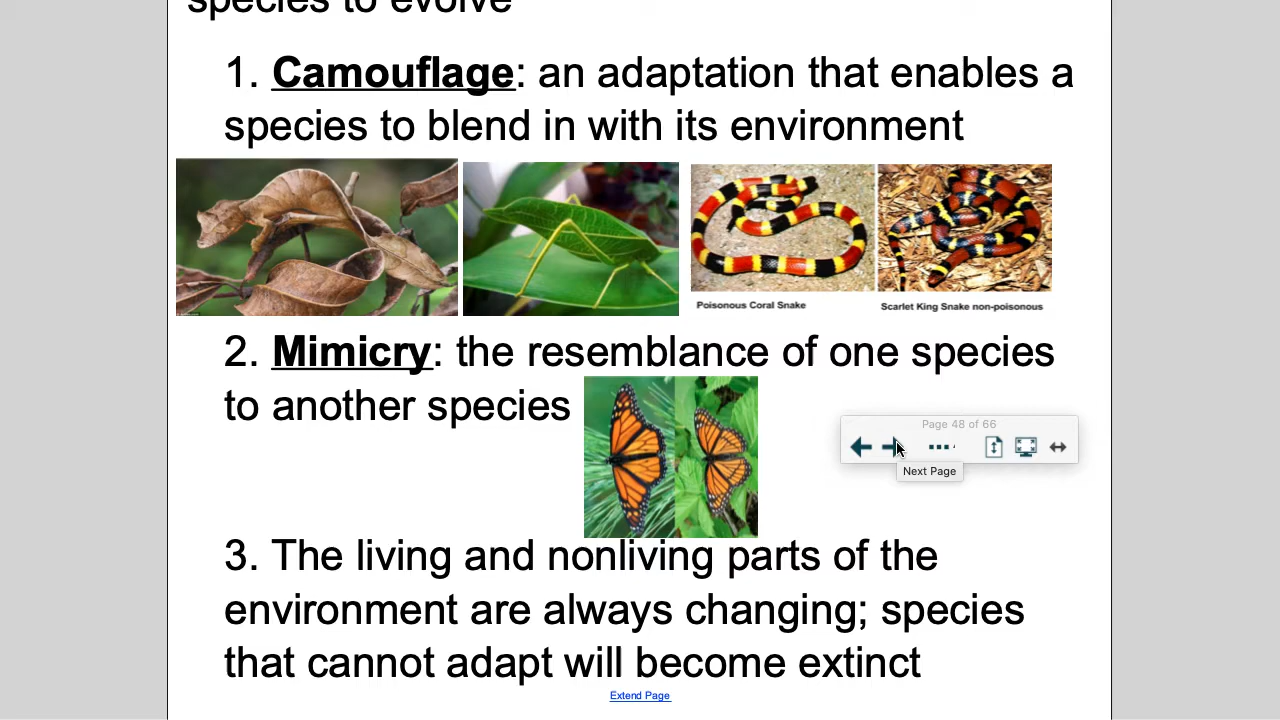 species to evolve
1. Camouflage: an adaptation that enables a
species to blend in with its environment
Poisonous Coral Snake
Scarlet King Snake non-poisonous
2. Mimicry: the resemblance of one species
to another species
Page 48 of 66
Next Page
3. The living and nonliving parts of the
environment are always changing; species
that cannot adapt will become extinct
Extend Page